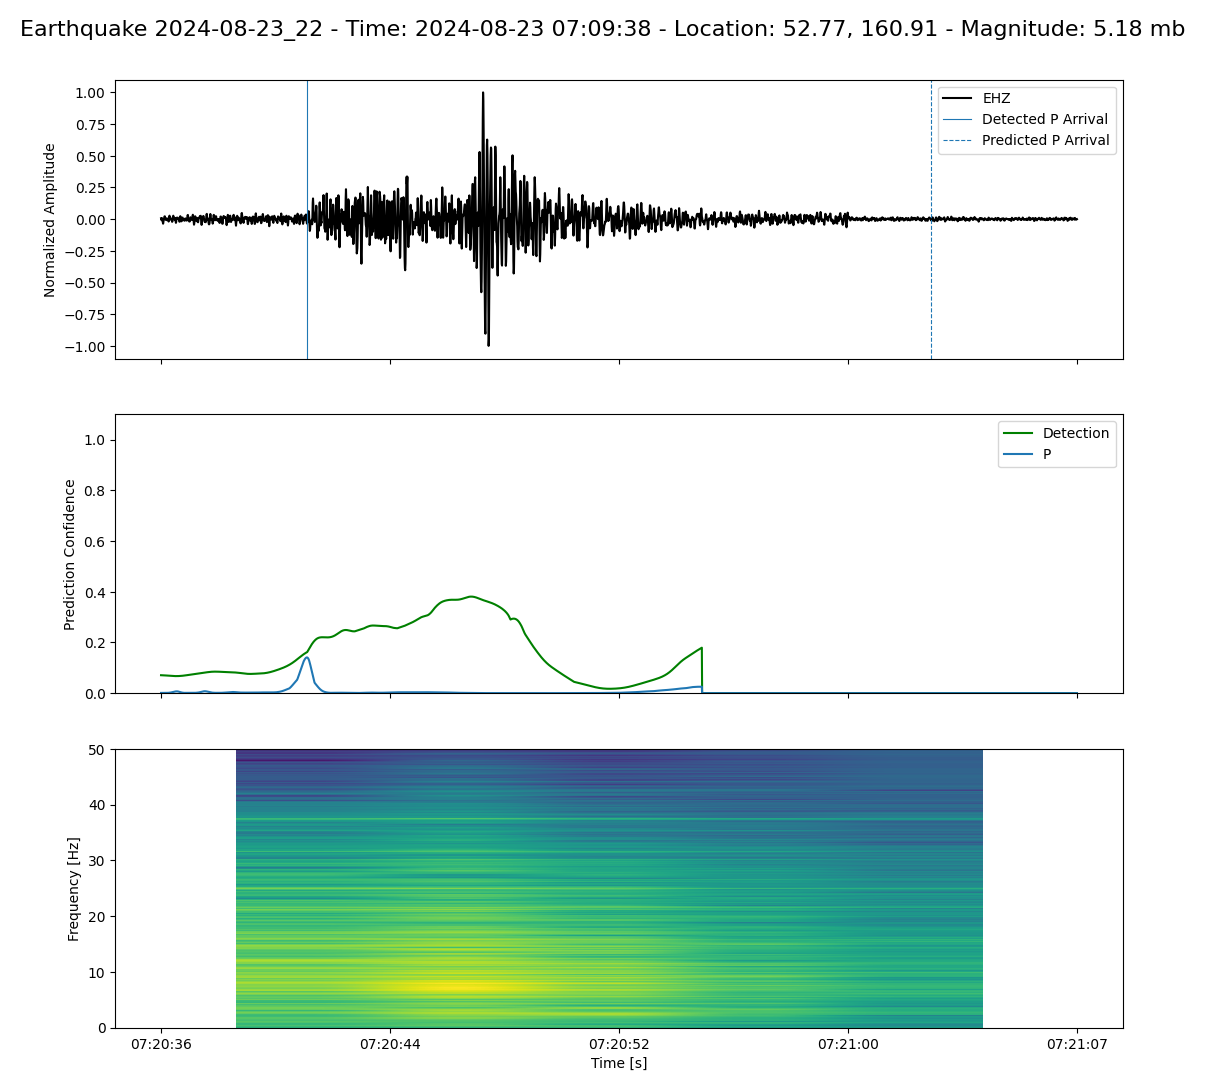 Earthquake 2024-08-23_22 - Time: 2024-08-23 07:09:38 - Location: 52.77, 160.91 - Magnitude: 5.18 mb
1.00
0.75
0.50
0.25
0.00
−0.25
−0.50
−0.75
−1.00
Normalized Amplitude
EHZ
Detected P Arrival
Predicted P Arrival
1.0
0.8
0.6
0.4
0.2
0.0
Prediction Confidence
Detection
P
50
40
30
20
10
0
Frequency [Hz]
07:20:36 07:20:44 07:20:52 07:21:00 07:21:07
Time [s]